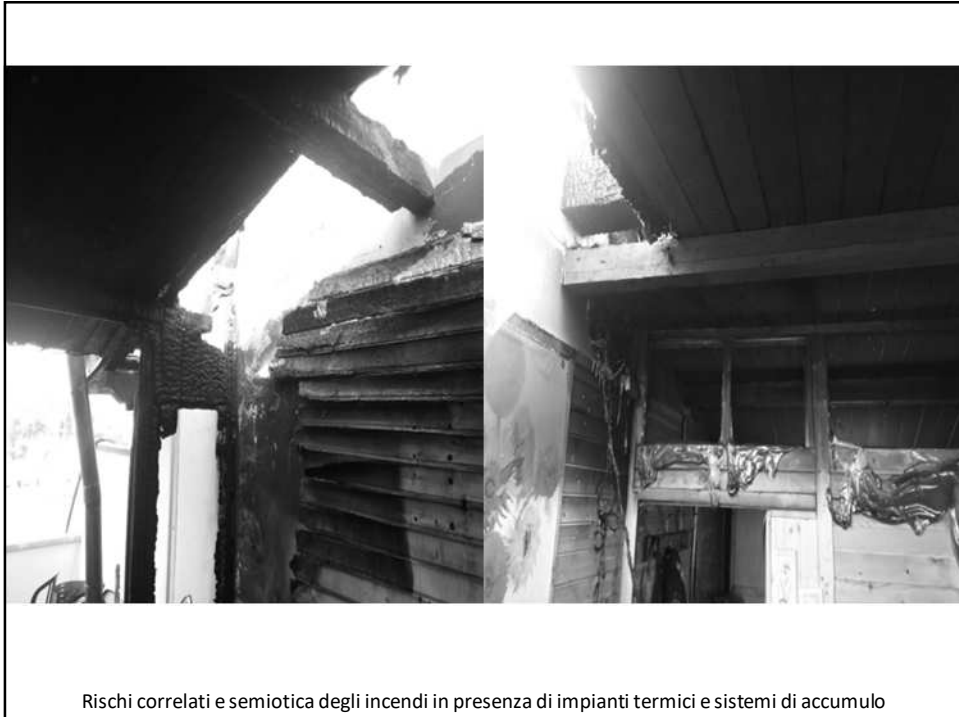 Rischi correlati e semiotica degli incendi in presenza di impianti termici e sistemi di accumulo